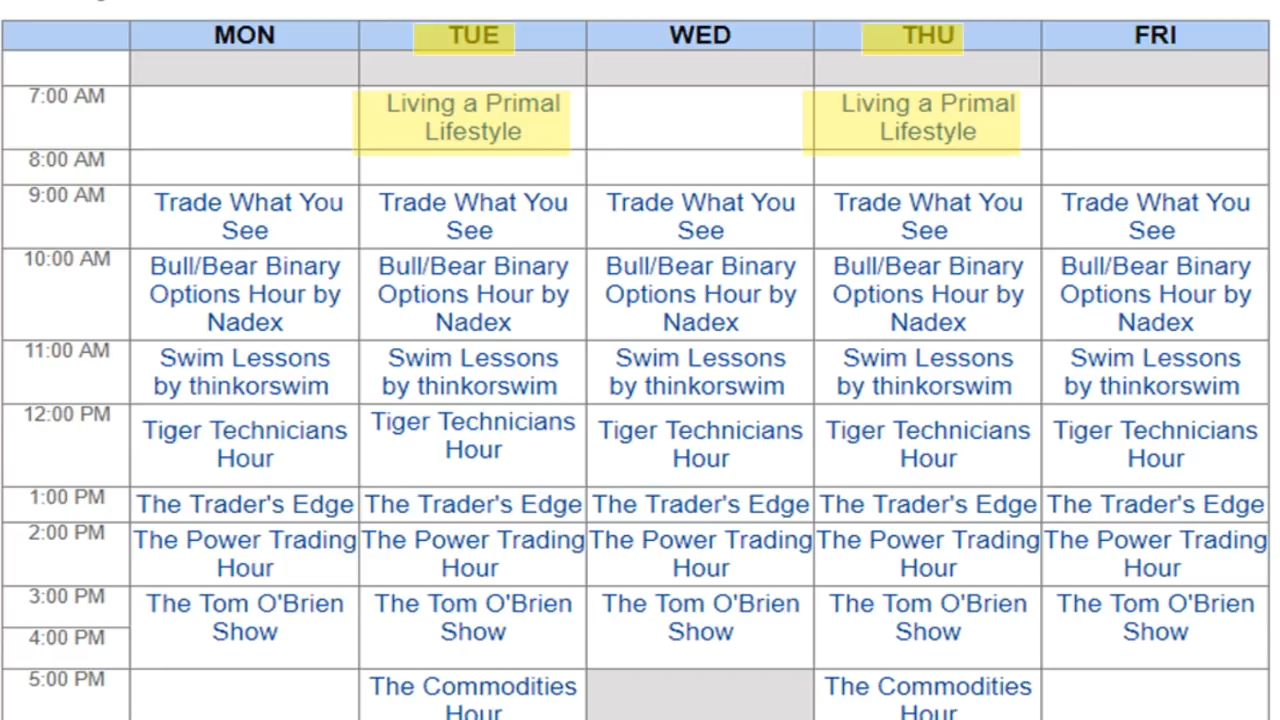 MON TUE WED THU FRI
7:00 AM
Living a Primal Living a Primal
Lifestyle Lifestyle
8:00 AM
9:00 AM
Trade What You Trade What You Trade What You Trade What You Trade What You
See See See See See
10:00 AM
Bull/Bear Binary Bull/Bear Binary Bull/Bear Binary Bull/Bear Binary Bull/Bear Binary
Options Hour by Options Hour by Options Hour by Options Hour by Options Hour by
Nadex Nadex Nadex Nadex Nadex
11:00 AM
Swim Lessons Swim Lessons Swim Lessons Swim Lessons Swim Lessons
by thinkorswim by thinkorswim by thinkorswim by thinkorswim by thinkorswim
12:00 PM
Tiger Technicians Tiger Technicians Tiger Technicians Tiger Technicians Tiger Technicians
Hour Hour Hour Hour Hour
1:00 PM
The Trader's Edge The Trader's Edge The Trader's Edge The Trader's Edge The Trader's Edge
2:00 PM
The Power Trading The Power Trading The Power Trading The Power Trading The Power Trading
Hour Hour Hour Hour Hour
3:00 PM
The Tom O'Brien The Tom O'Brien The Tom O'Brien The Tom O'Brien The Tom O'Brien
Show Show Show Show Show
4:00 PM
5:00 PM
The Commodities The Commodities
Hour Hour